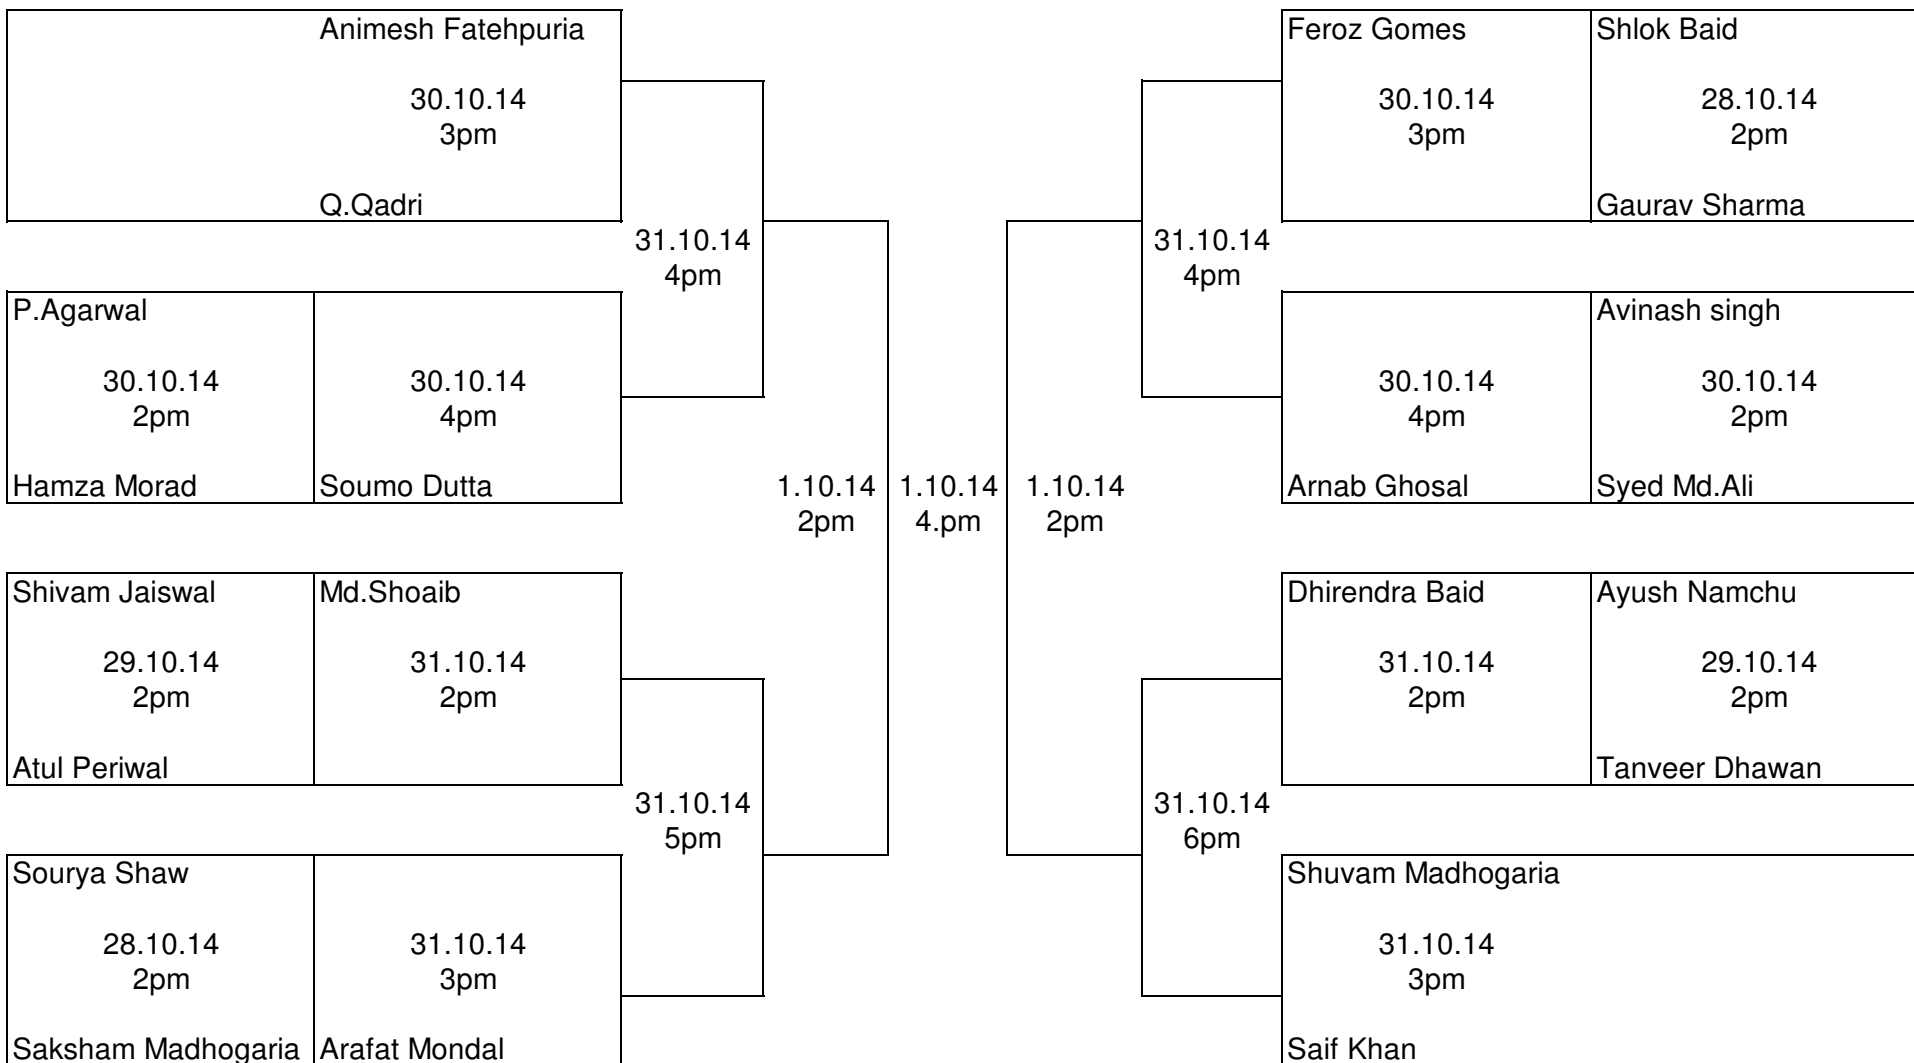 Animesh Fatehpuria
30.10.14
3pm
Q.Qadri
P.Agarwal
30.10.14
2pm
Hamza Morad
30.10.14
4pm
Soumo Dutta
31.10.14
4pm
Shivam Jaiswal
29.10.14
2pm
Atul Periwal
Md.Shoaib
31.10.14
2pm
Sourya Shaw
28.10.14
2pm
Saksham Madhogaria
31.10.14
3pm
Arafat Mondal
31.10.14
5pm
1.10.14
2pm
1.10.14
4.pm
1.10.14
2pm
Feroz Gomes
30.10.14
3pm
Shlok Baid
28.10.14
2pm
Gaurav Sharma
31.10.14
4pm
30.10.14
4pm
Arnab Ghosal
Avinash singh
30.10.14
2pm
Syed Md.Ali
Dhirendra Baid
31.10.14
2pm
Ayush Namchu
29.10.14
2pm
Tanveer Dhawan
31.10.14
6pm
Shuvam Madhogaria
31.10.14
3pm
Saif Khan